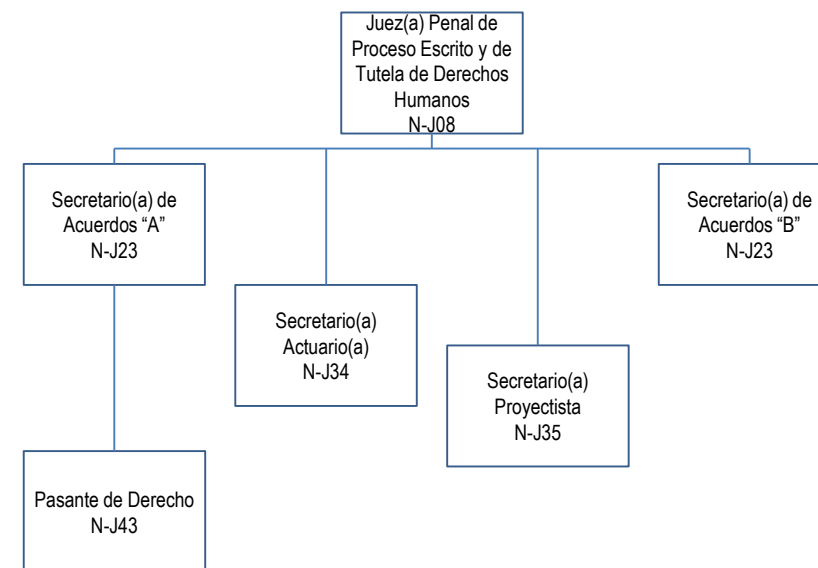 Juez(a) Penal de
Proceso Escrito y de
Tutela de Derechos
Humanos
N-J08
Secretario(a) de
Acuerdos “A”
N-J23
Secretario(a) de
Acuerdos “B”
N-J23
Secretario(a)
Actuario(a)
N-J34
Secretario(a)
Proyectista
N-J35
Pasante de Derecho
N-J43